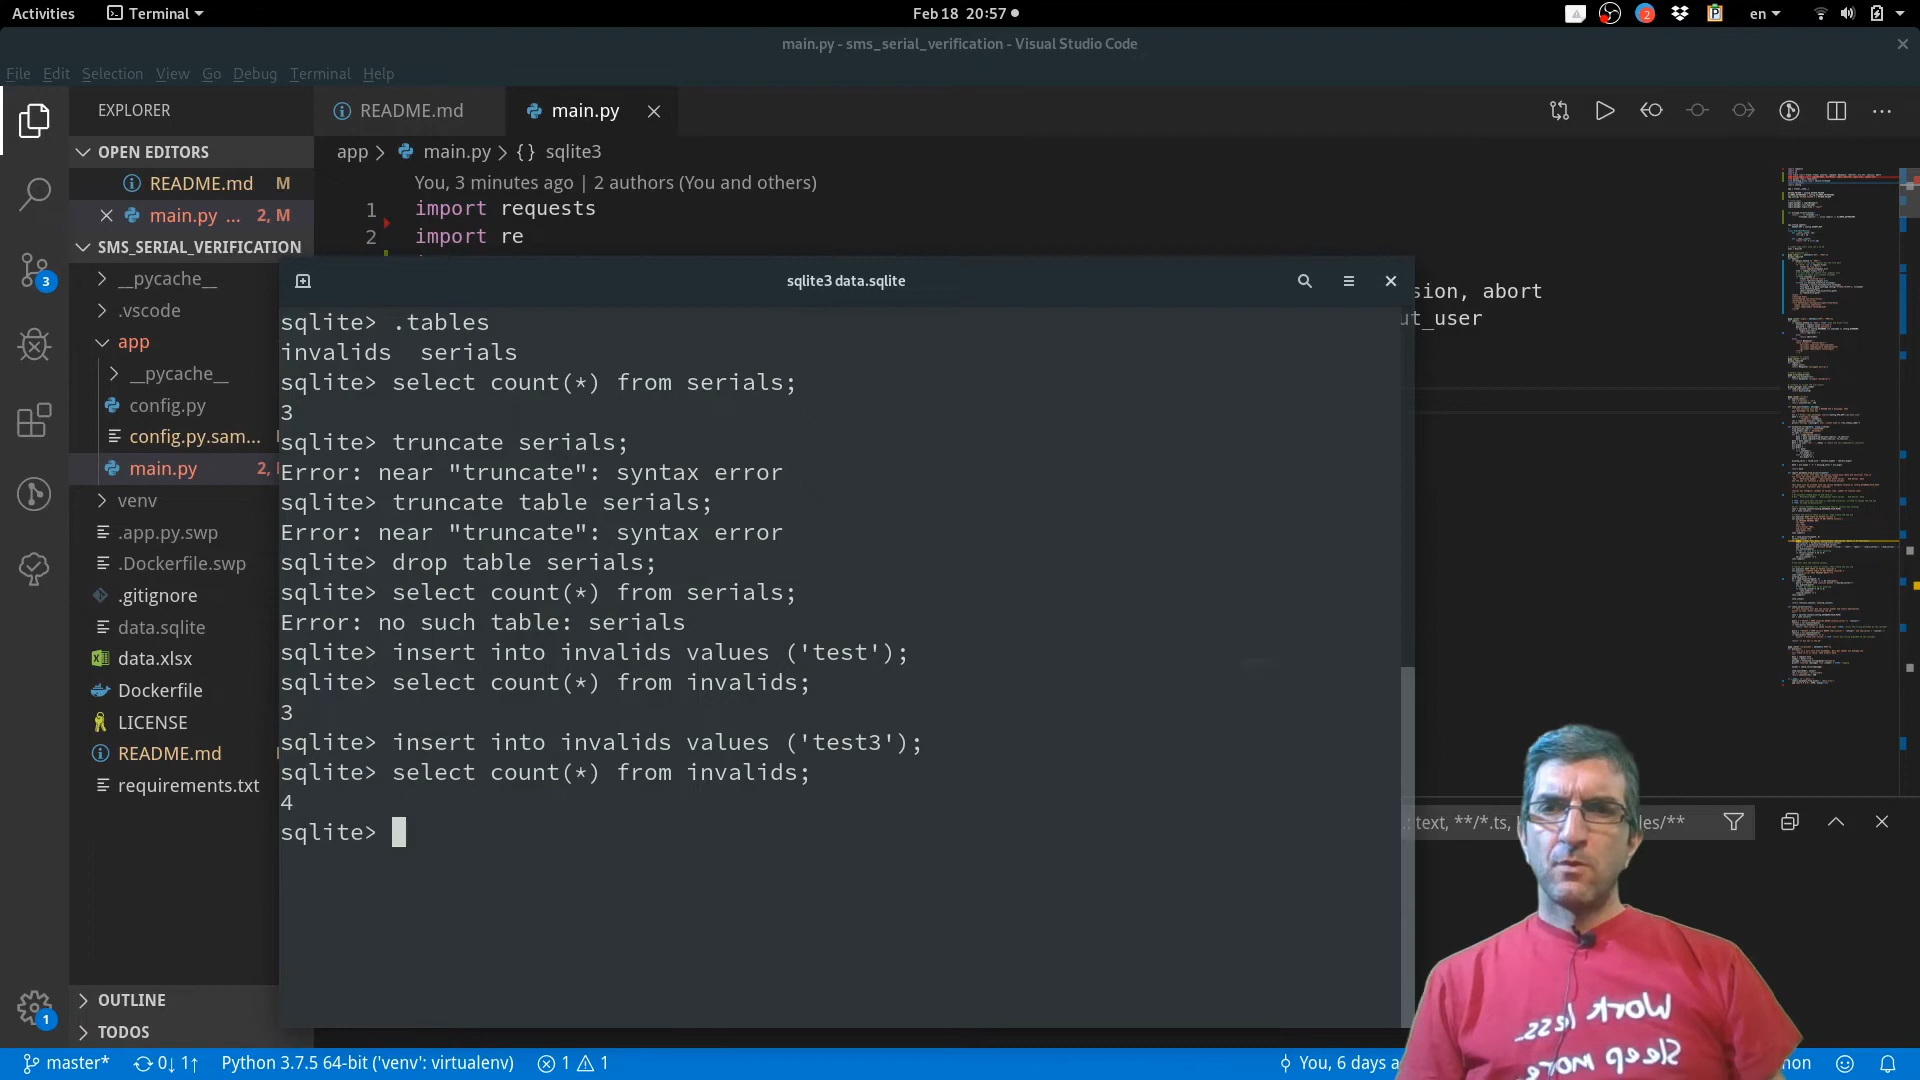 Activities
Terminal
Feb 18 20:57
2
en
main.py - sms_serial_verification - Visual Studio Code
File Edit Selection View Go Debug Terminal Help
EXPLORER
README.md
main.py
OPEN EDITORS
app > main.py > {} sqlite3
README.md M
You, 3 minutes ago | 2 authors (You and others)
main.py ... 2, M
1 import requests
2 import re
SMS_SERIAL_VERIFICATION
3
__pycache__
.vscode
app
__pycache__
config.py
config.py.sam...
main.py 2,
venv
.app.py.swp
.Dockerfile.swp
.gitignore
data.sqlite
data.xlsx
Dockerfile
LICENSE
README.md
requirements.txt
sqlite3 data.sqlite
sion, abort
ut_user
sqlite> .tables
invalids serials
sqlite> select count(*) from serials;
3
sqlite> truncate serials;
Error: near "truncate": syntax error
sqlite> truncate table serials;
Error: near "truncate": syntax error
sqlite> drop table serials;
sqlite> select count(*) from serials;
Error: no such table: serials
sqlite> insert into invalids values ('test');
sqlite> select count(*) from invalids;
3
sqlite> insert into invalids values ('test3');
sqlite> select count(*) from invalids;
4
sqlite>
.: text, **/*.ts, les/**
Work less..
Sleep more
1
OUTLINE
TODOS
master* 0↓ 1↑ Python 3.7.5 64-bit ('venv': virtualenv) 1 1
You, 6 days a
hon